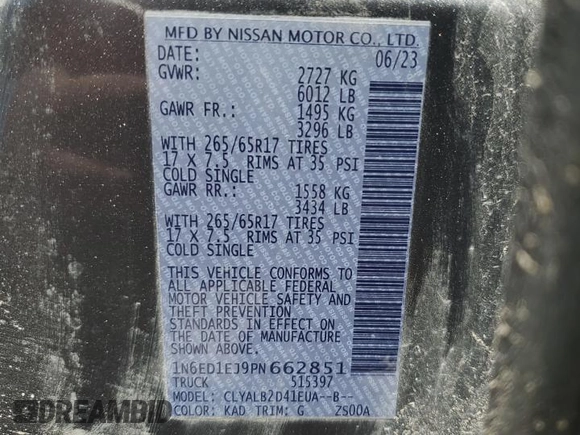 MFD BY NISSAN MOTOR CO., LTD.
DATE: 06/23
GVWR: 2727 KG
6012 LB
GAWR FR.: 1495 KG
3296 LB
WITH 265/65R17 TIRES
17 X 7.5 RIMS AT 35 PSI
COLD SINGLE
GAWR RR.: 1558 KG
3434 LB
WITH 265/65R17 TIRES
17 X 7.5 RIMS AT 35 PSI
COLD SINGLE
THIS VEHICLE CONFORMS TO
ALL APPLICABLE FEDERAL
MOTOR VEHICLE SAFETY AND
THEFT PREVENTION
STANDARDS IN EFFECT ON
THE DATE OF MANUFACTURE
SHOWN ABOVE.
1N6ED1EJ9PN662851
TRUCK 515397
MODEL: CLYALB2D41EUA--B--
COLOR: KAD TRIM: G ZS00A